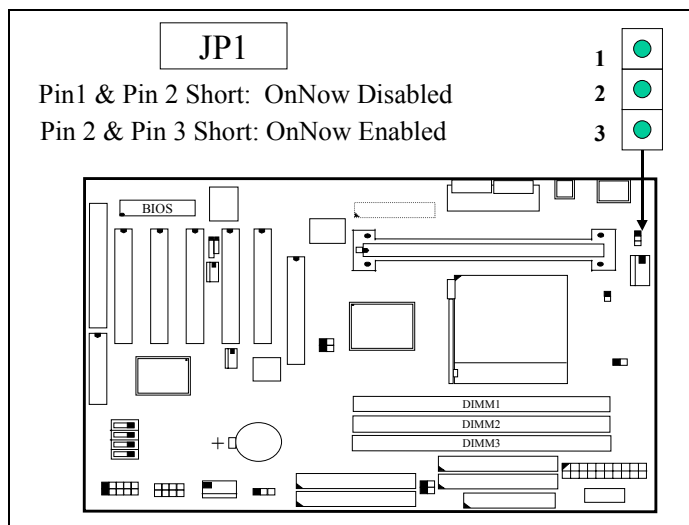 JP1
1
Pin1 & Pin 2 Short: OnNow Disabled
2
Pin 2 & Pin 3 Short: OnNow Enabled
3
BIOS
DIMM1
DIMM2
DIMM3
+